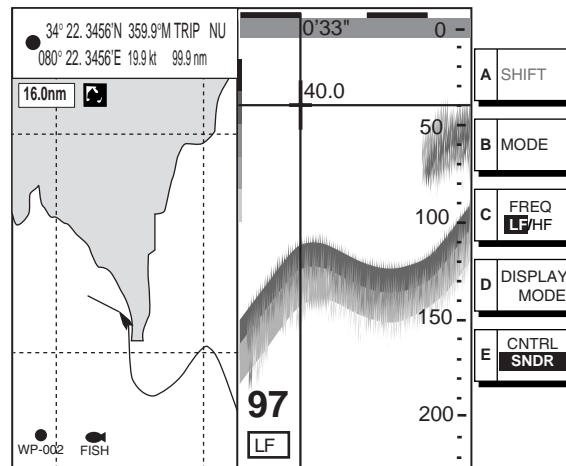 34° 22. 3456'N 359.9°M TRIP NU
080° 22. 3456'E 19.9 kt 99.9 nm
16.0nm
WP-002 FISH
0'33"
40.0
0
50
100
150
200
97
LF
A SHIFT
B MODE
C FREQ
LF/HF
D DISPLAY
MODE
E CNTRL
SNDR